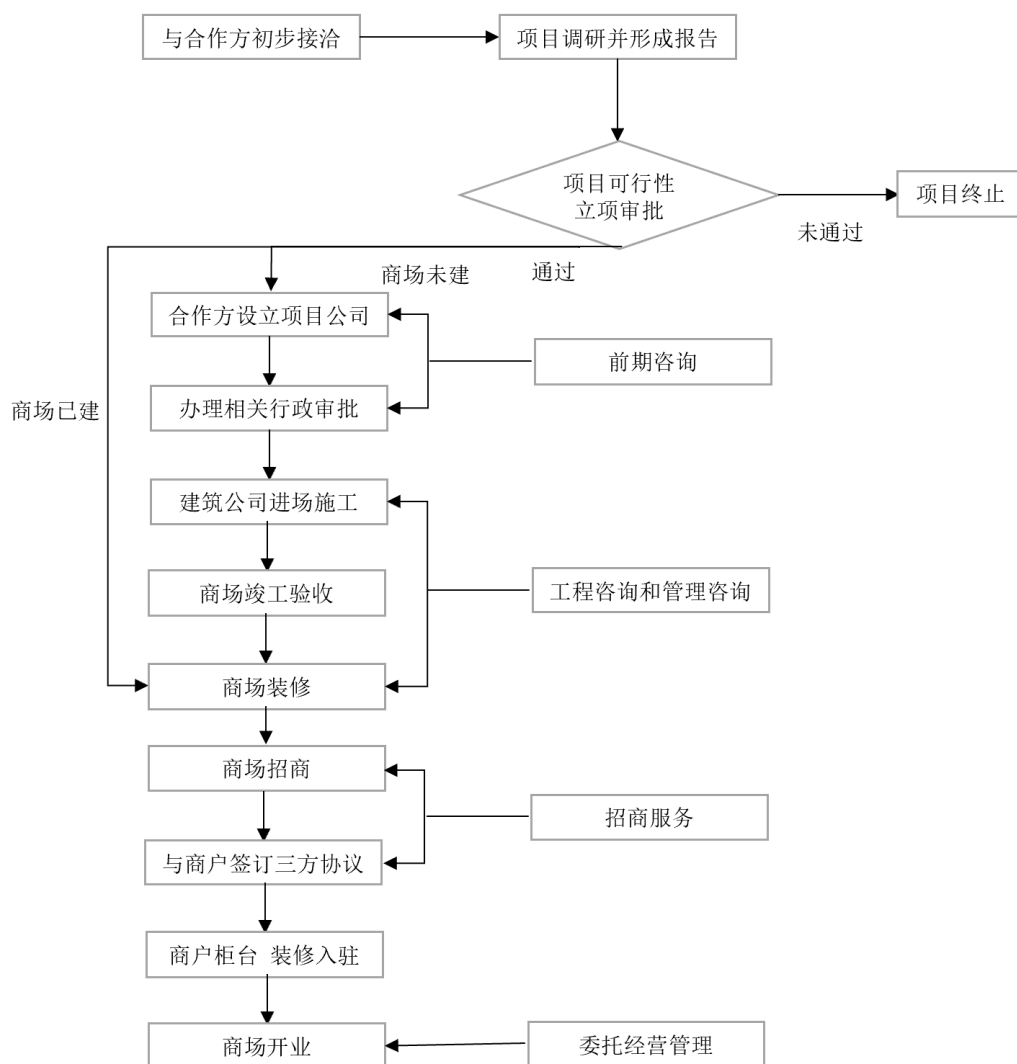 与合作方初步接洽
项目调研并形成报告
项目可行性
立项审批
项目终止
未通过
通过
商场未建
合作方设立项目公司
前期咨询
商场已建
办理相关行政审批
建筑公司进场施工
商场竣工验收
工程咨询和管理咨询
商场装修
商场招商
招商服务
与商户签订三方协议
商户柜台 装修入驻
商场开业
委托经营管理